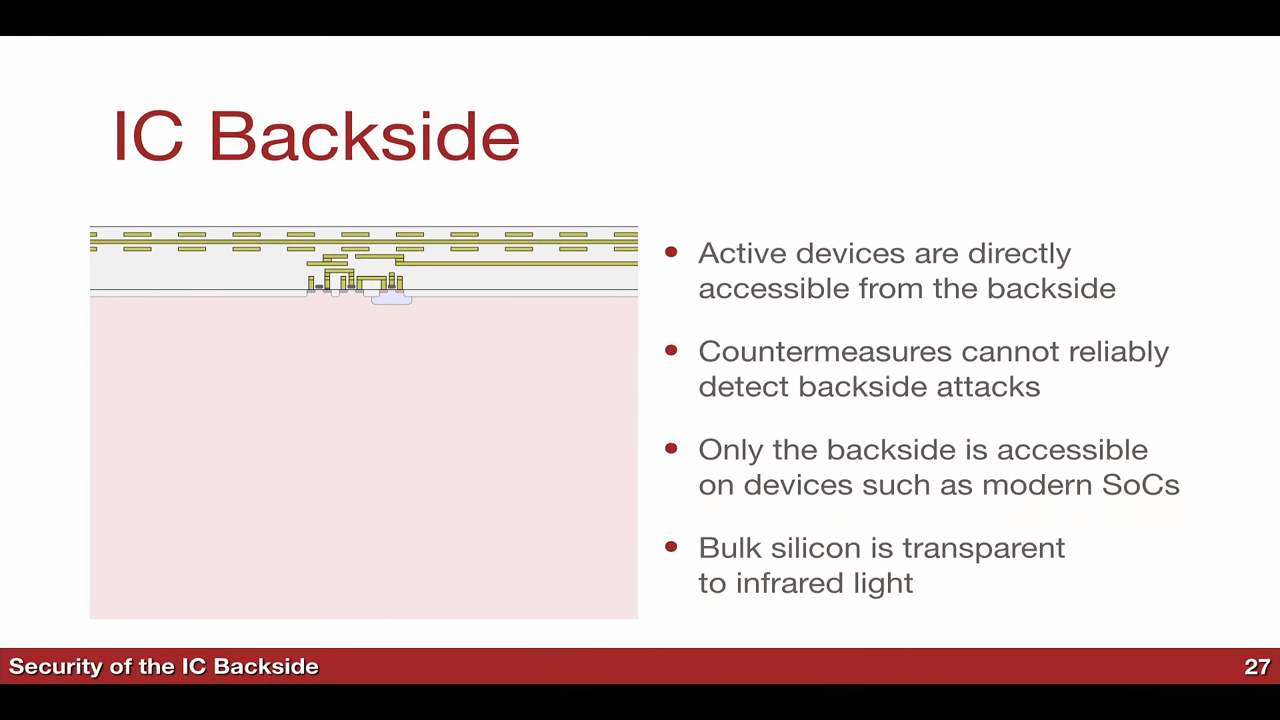 IC Backside
• Active devices are directly
accessible from the backside
• Countermeasures cannot reliably
detect backside attacks
• Only the backside is accessible
on devices such as modern SoCs
• Bulk silicon is transparent
to infrared light
Security of the IC Backside
27